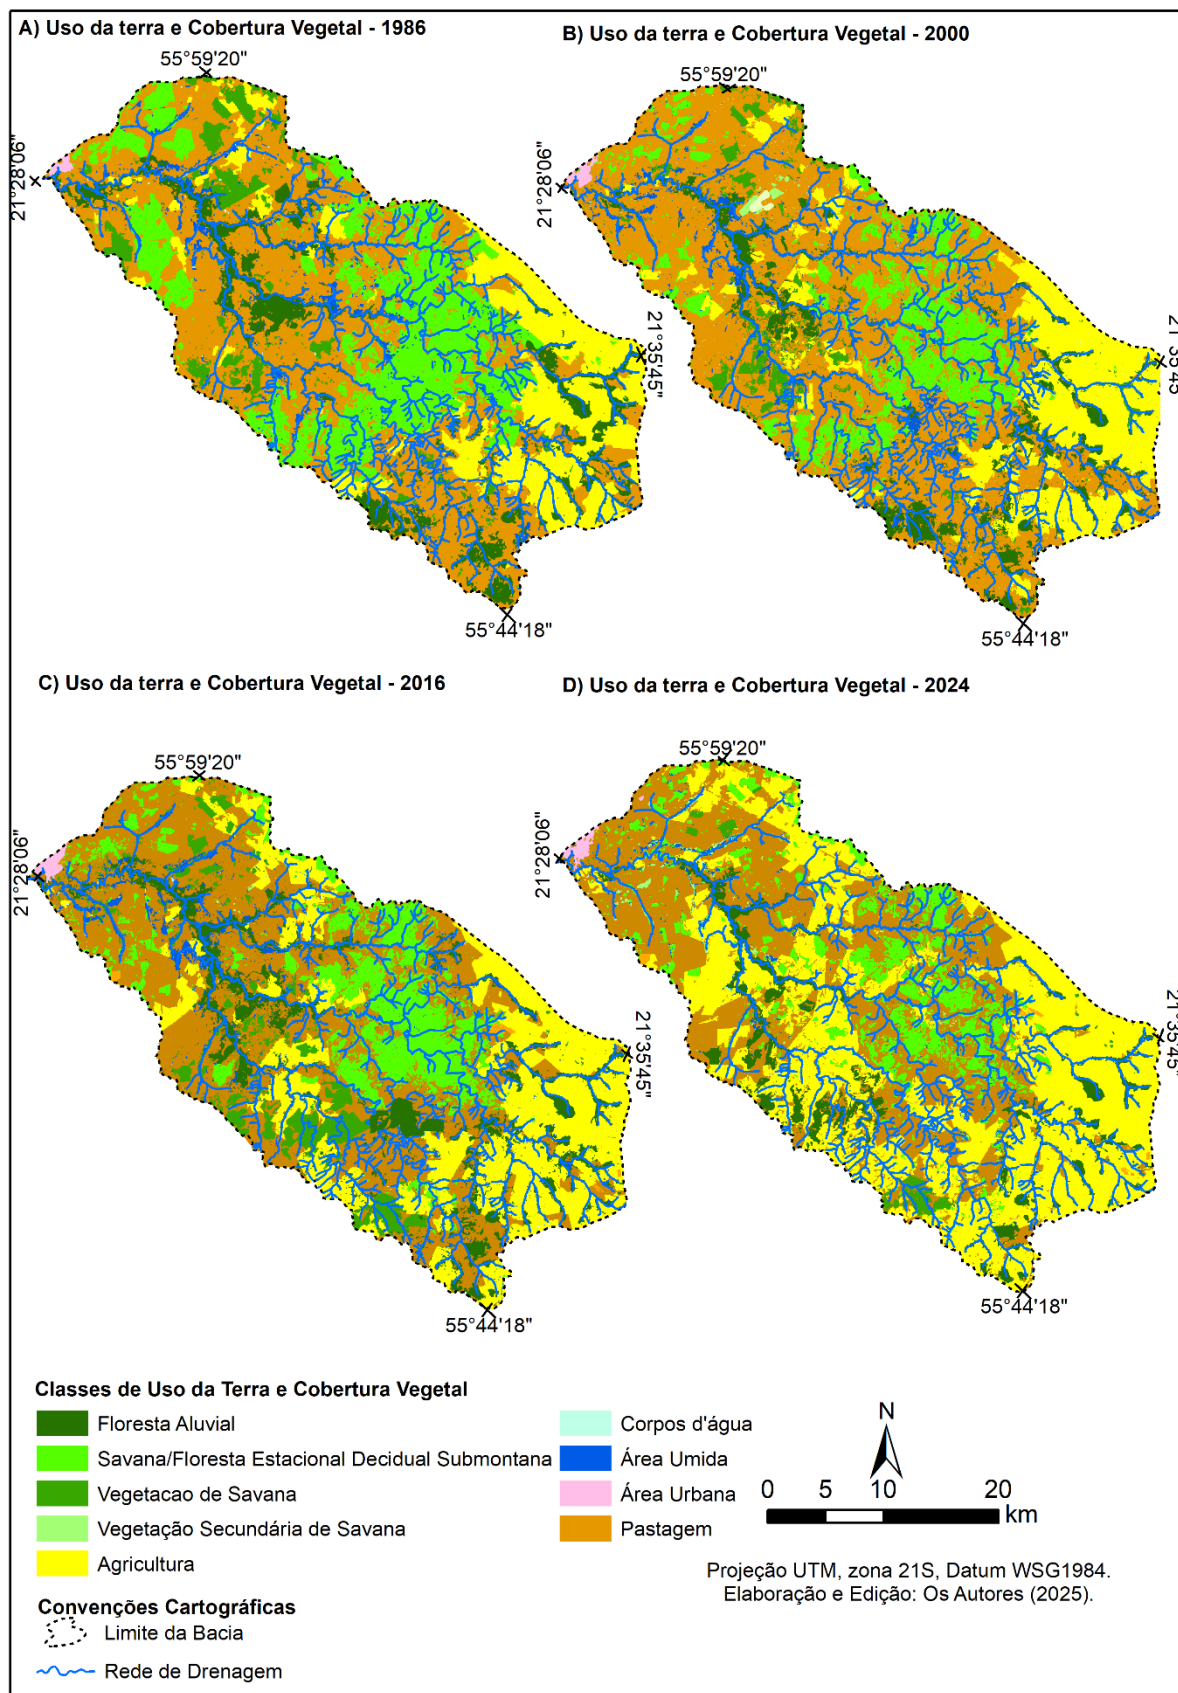 A) Uso da terra e Cobertura Vegetal - 1986
55°59'20"
21°28'06"
21°35'45"
55°44'18"
B) Uso da terra e Cobertura Vegetal - 2000
55°59'20"
21°28'06"
21°35'45"
55°44'18"
C) Uso da terra e Cobertura Vegetal - 2016
55°59'20"
21°28'06"
21°35'45"
55°44'18"
D) Uso da terra e Cobertura Vegetal - 2024
55°59'20"
21°28'06"
21°35'45"
55°44'18"
Classes de Uso da Terra e Cobertura Vegetal
Floresta Aluvial
Savana/Floresta Estacional Decidual Submontana
Vegetacao de Savana
Vegetação Secundária de Savana
Agricultura
Corpos d'água
Área Umida
Área Urbana
Pastagem
N
0 5 10 20
km
Projeção UTM, zona 21S, Datum WSG1984.
Elaboração e Edição: Os Autores (2025).
Convenções Cartográficas
Limite da Bacia
Rede de Drenagem